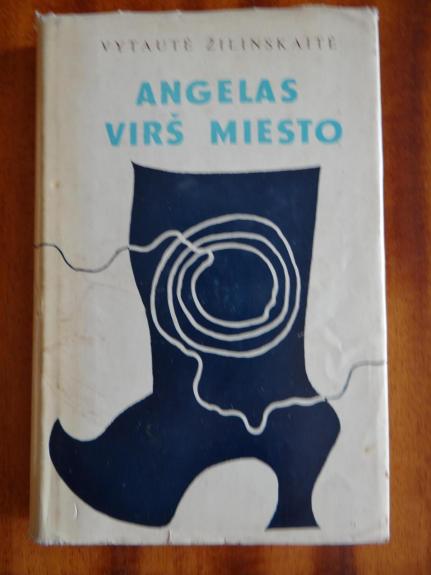 VYTAUTĖ ŽILINSKAITĖ
ANGELAS
VIRŠ MIESTO